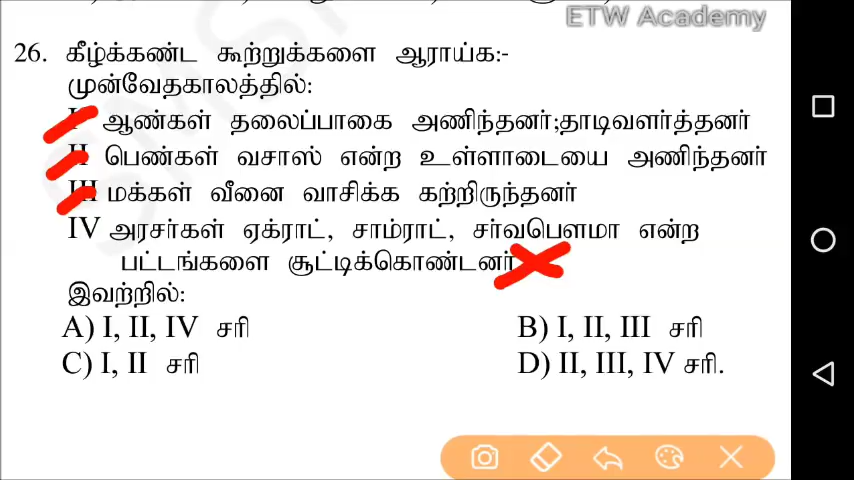 ETW Academy
26. கீழ்க்கண்ட கூற்றுக்களை ஆராய்க:-
முன்வேதகாலத்தில்:
I ஆண்கள் தலைப்பாகை அணிந்தனர்;தாடிவளர்த்தனர்
II பெண்கள் வசாஸ் என்ற உள்ளாடையை அணிந்தனர்
III மக்கள் வீனை வாசிக்க கற்றிருந்தனர்
IV அரசர்கள் ஏக்ராட், சாம்ராட், சர்வபௌமா என்ற
பட்டங்களை சூட்டிக்கொண்டனர்
இவற்றில்:
A) I, II, IV சரி B) I, II, III சரி
C) I, II சரி D) II, III, IV சரி.